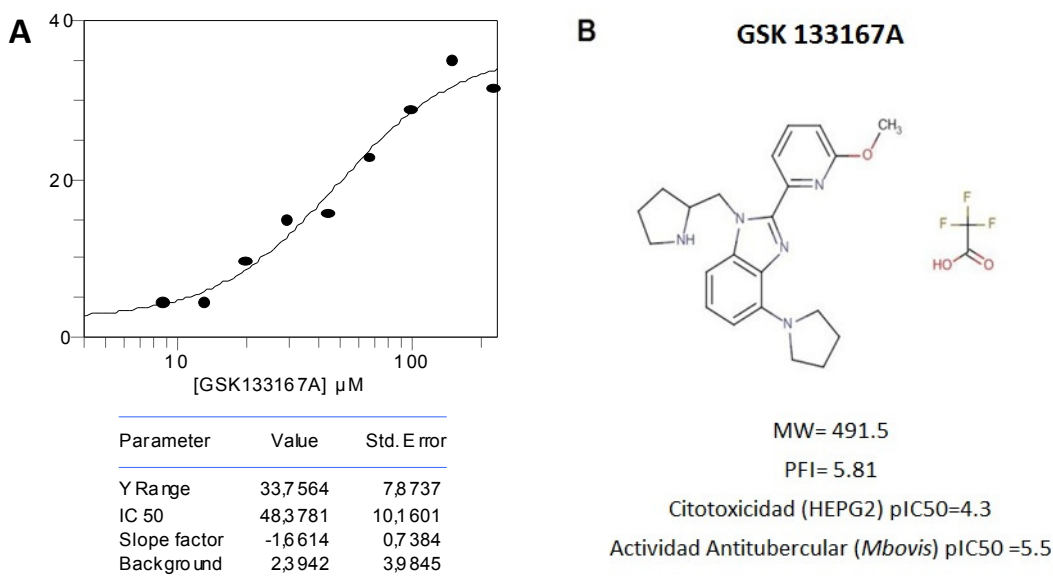 A
40
20
0
10
100
[GSK133167A] µM
Parameter Value Std. Error
Y Range 33,7564 7,8737
IC 50 48,3781 10,1601
Slope factor -1,6614 0,7384
Background 2,3942 3,9845
B
GSK 133167A
CH3
O
N
N
N
NH
N
F
F
F
HO
O
MW= 491.5
PFI= 5.81
Citotoxicidad (HEPG2) pIC50=4.3
Actividad Antitubercular (Mbovis) pIC50 =5.5